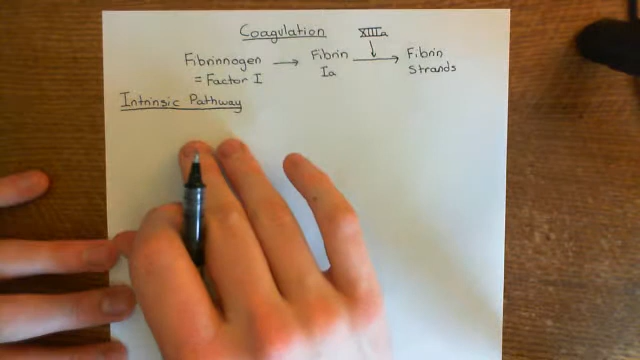 Coagulation
XIIIa
Fibrinnogen → Fibrin → Fibrin
= Factor I Ia Strands
Intrinsic Pathway